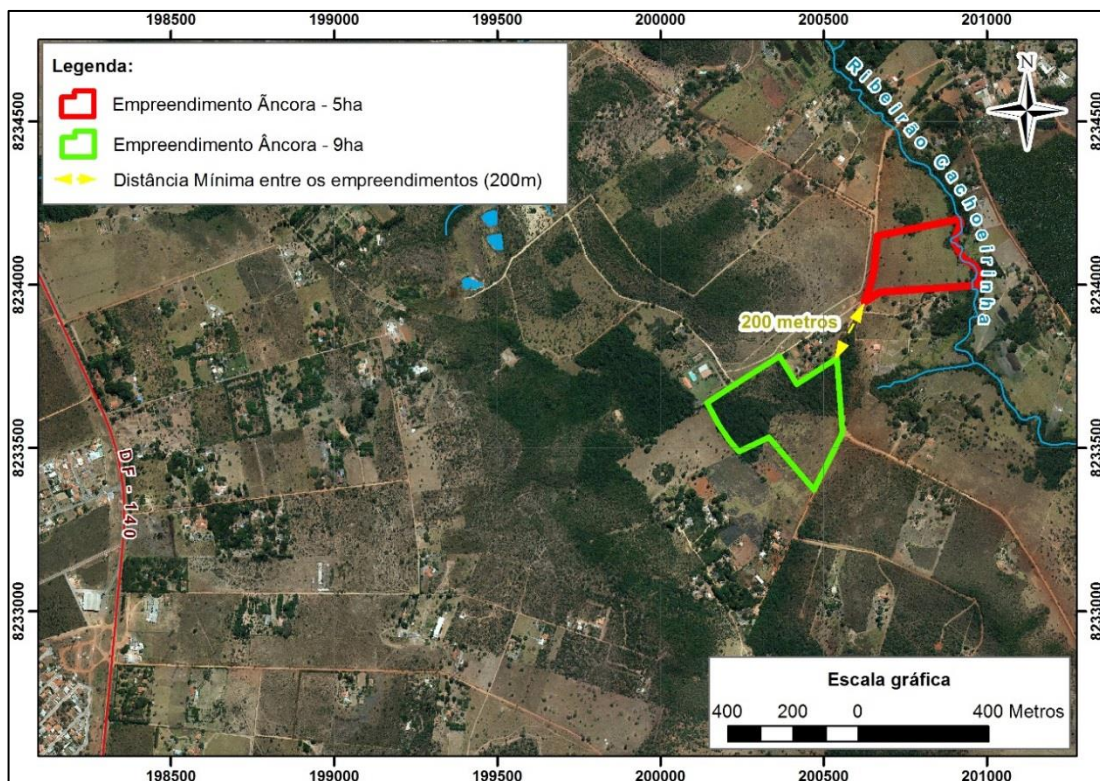 198500 199000 199500 200000 200500 201000
Legenda:
Empreendimento Ãncora - 5ha
Empreendimento Âncora - 9ha
Distância Mínima entre os empreendimentos (200m)
N
Ribeirão Cachoeirinha
8234500
8234500
8234000
8234000
200 metros
8233500
8233500
DF - 140
8233000
8233000
Escala gráfica
400 200 0 400 Metros
198500 199000 199500 200000 200500 201000